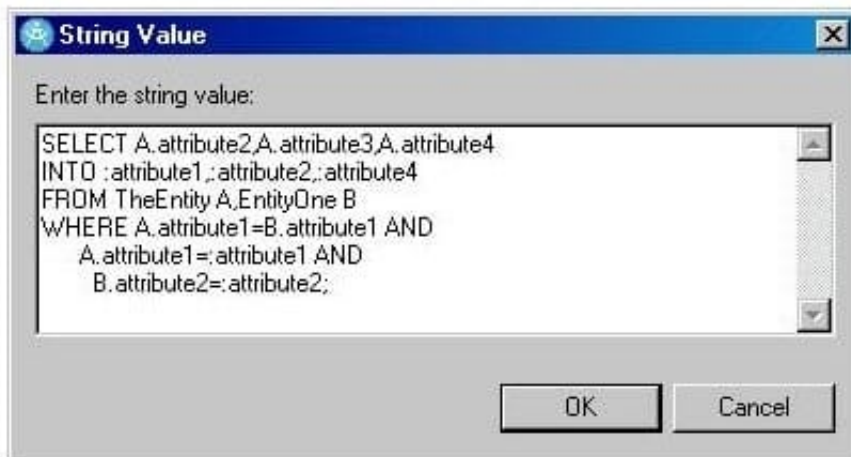 String Value
Enter the string value:
SELECT A.attribute2,A.attribute3,A.attribute4
INTO :attribute1,:attribute2,:attribute4
FROM TheEntity A,EntityOne B
WHERE A.attribute1=B.attribute1 AND
A.attribute1=:attribute1 AND
B.attribute2=:attribute2;
OK Cancel